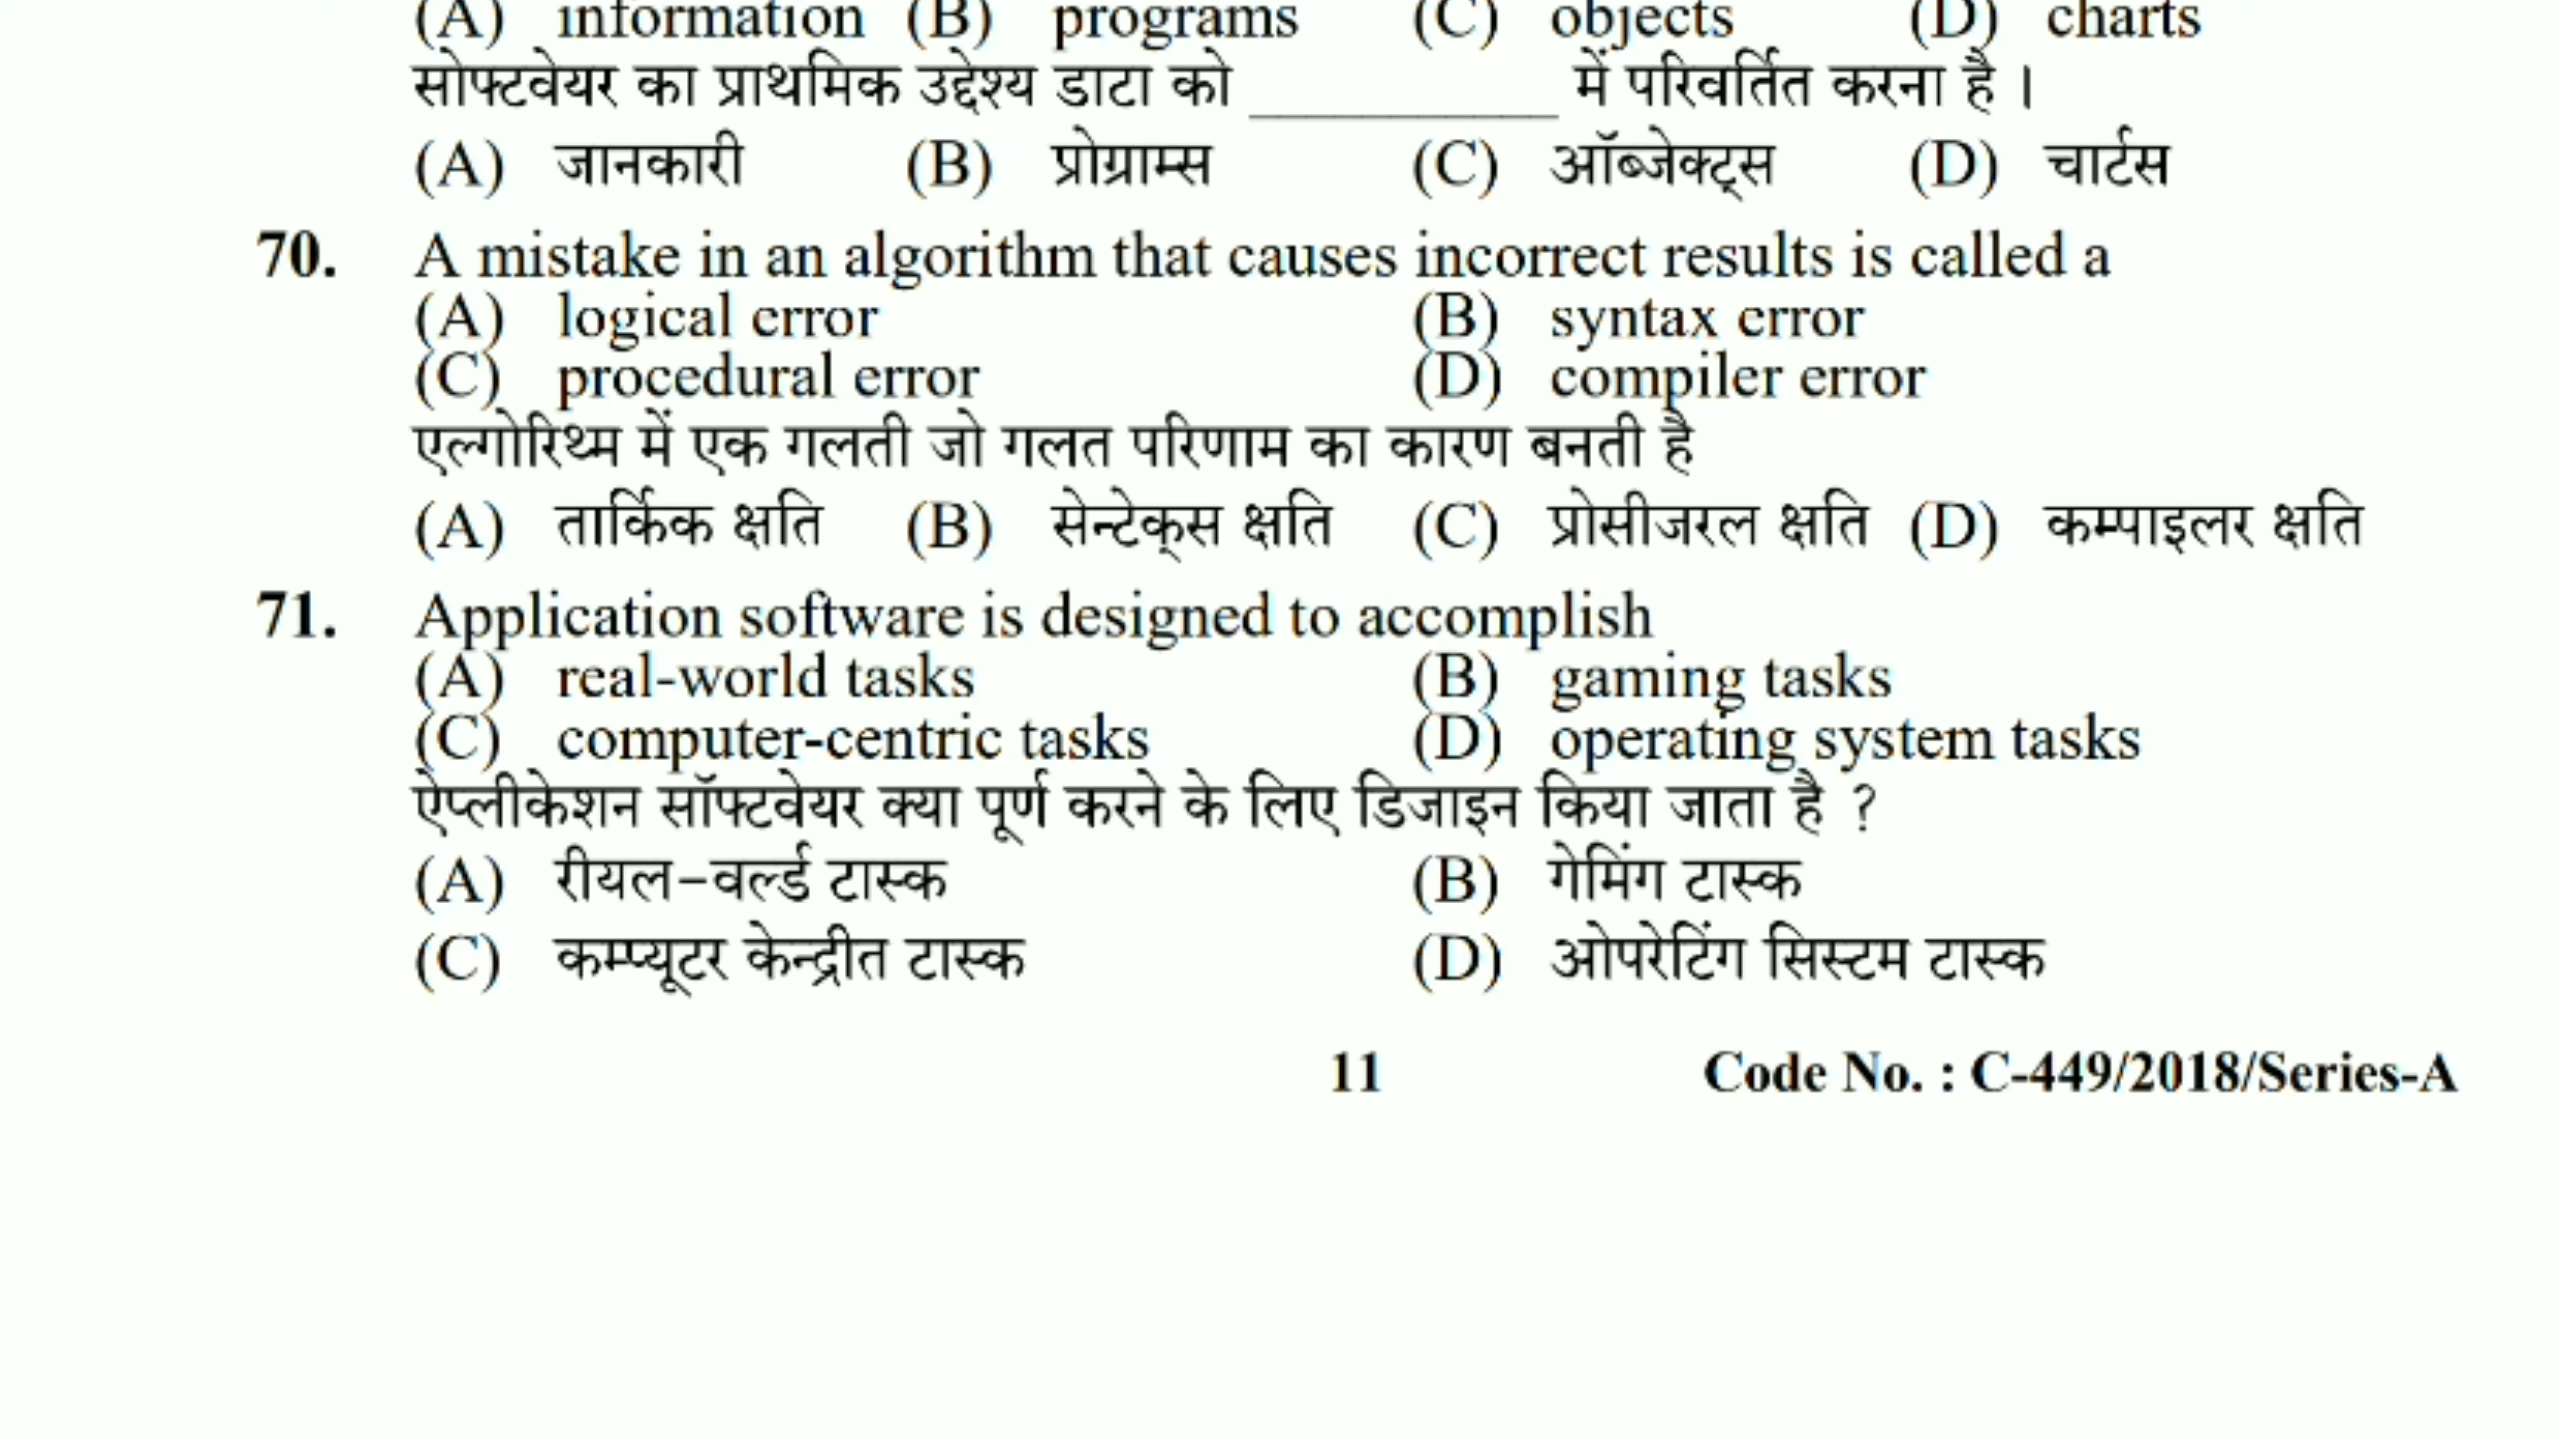 (A) information (B) programs (C) objects (D) charts
सोफ्टवेयर का प्राथमिक उद्देश्य डाटा को ___________ में परिवर्तित करना है ।
(A) जानकारी (B) प्रोग्राम्स (C) ऑब्जेक्ट्स (D) चार्टस
70. A mistake in an algorithm that causes incorrect results is called a
(A) logical error (B) syntax error
(C) procedural error (D) compiler error
एल्गोरिथ्म में एक गलती जो गलत परिणाम का कारण बनती है
(A) तार्किक क्षति (B) सेन्टेक्स क्षति (C) प्रोसीजरल क्षति (D) कम्पाइलर क्षति
71. Application software is designed to accomplish
(A) real-world tasks (B) gaming tasks
(C) computer-centric tasks (D) operating system tasks
ऐप्लीकेशन सॉफ्टवेयर क्या पूर्ण करने के लिए डिजाइन किया जाता है ?
(A) रीयल-वर्ल्ड टास्क (B) गेमिंग टास्क
(C) कम्प्यूटर केन्द्रीत टास्क (D) ओपरेटिंग सिस्टम टास्क
11 Code No. : C-449/2018/Series-A